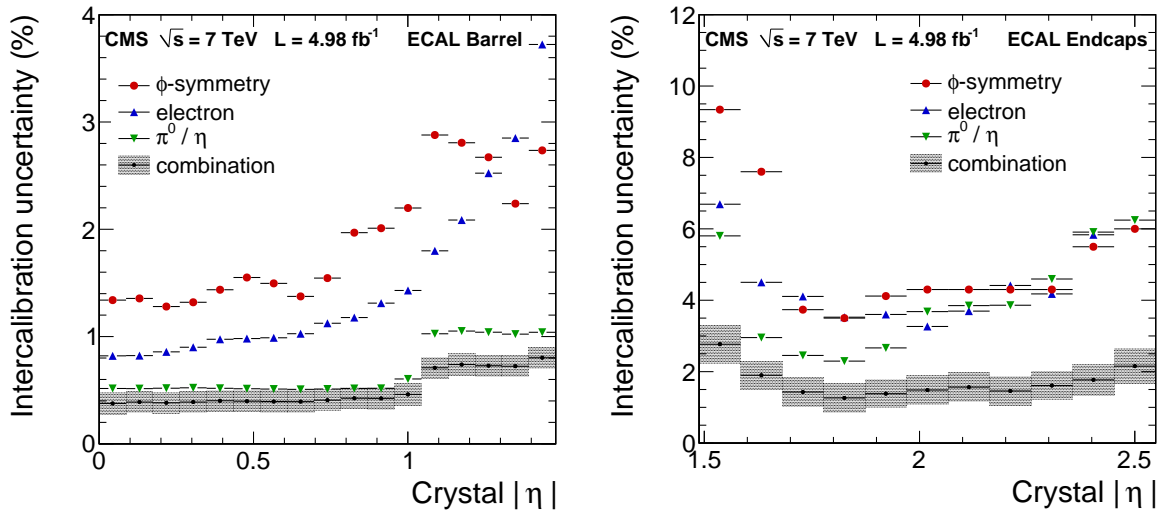 Intercalibration uncertainty (%)
4
3
2
1
0
CMS √s = 7 TeV L = 4.98 fb⁻¹ ECAL Barrel
ϕ-symmetry
electron
π⁰ / η
combination
0 0.5 1
Crystal | η |
Intercalibration uncertainty (%)
12
10
8
6
4
2
0
CMS √s = 7 TeV L = 4.98 fb⁻¹ ECAL Endcaps
ϕ-symmetry
electron
π⁰ / η
combination
1.5 2 2.5
Crystal | η |